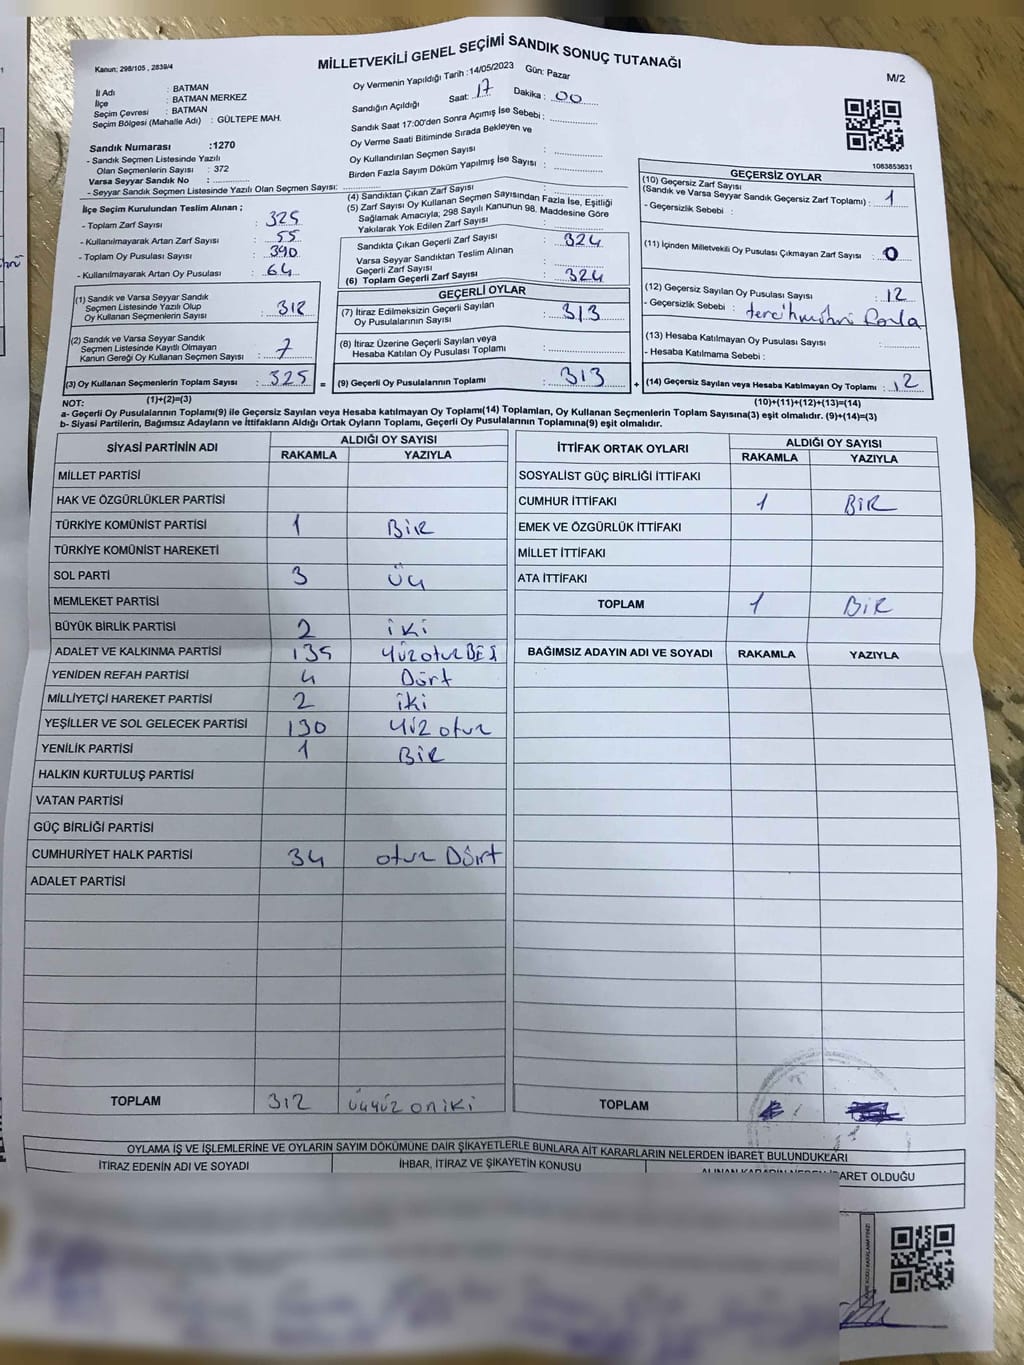 MİLLETVEKİLİ GENEL SEÇİMİ SANDIK SONUÇ TUTANAĞI
Kanun; 298/105 , 2839/4
M/2
İl Adı : BATMAN
İlçe : BATMAN MERKEZ
Seçim Çevresi : BATMAN
Seçim Bölgesi (Mahalle Adı) : GÜLTEPE MAH.
Sandık Numarası :1270
- Sandık Seçmen Listesinde Yazılı
Olan Seçmenlerin Sayısı : 372
Varsa Seyyar Sandık No :
- Seyyar Sandık Seçmen Listesinde Yazılı Olan Seçmen Sayısı:
Oy Vermenin Yapıldığı Tarih :14/05/2023 Gün: Pazar
Sandığın Açıldığı Saat: 17 Dakika : 00
Sandık Saat 17:00'den Sonra Açımış İse Sebebi :
Oy Verme Saati Bitiminde Sırada Bekleyen ve
Oy Kullandırılan Seçmen Sayısı :
Birden Fazla Sayım Döküm Yapılmış İse Sayısı :
1083853631
İlçe Seçim Kurulundan Teslim Alınan ;
- Toplam Zarf Sayısı : 325
- Kullanılmayarak Artan Zarf Sayısı : 55
- Toplam Oy Pusulası Sayısı : 390
- Kullanılmayarak Artan Oy Pusulası : 64
(4) Sandıktan Çıkan Zarf Sayısı :
(5) Zarf Sayısı Oy Kullanan Seçmen Sayısından Fazla İse, Eşitliği
Sağlamak Amacıyla; 298 Sayılı Kanunun 98. Maddesine Göre
Yakılarak Yok Edilen Zarf Sayısı :
Sandıkta Çıkan Geçerli Zarf Sayısı : 324
Varsa Seyyar Sandıktan Teslim Alınan
Geçerli Zarf Sayısı :
(6) Toplam Geçerli Zarf Sayısı : 324
GEÇERSİZ OYLAR
(10) Geçersiz Zarf Sayısı
(Sandık ve Varsa Seyyar Sandık Geçersiz Zarf Toplamı) : 1
- Geçersizlik Sebebi :
(11) İçinden Milletvekili Oy Pusulası Çıkmayan Zarf Sayısı : 0
(12) Geçersiz Sayılan Oy Pusulası Sayısı : 12
- Geçersizlik Sebebi :
(13) Hesaba Katılmayan Oy Pusulası Sayısı :
- Hesaba Katılmama Sebebi :
(14) Geçersiz Sayılan veya Hesaba Katılmayan Oy Toplamı : 12
(10)+(11)+(12)+(13)=(14)
(1) Sandık ve Varsa Seyyar Sandık
Seçmen Listesinde Yazılı Olup
Oy Kullanan Seçmenlerin Sayısı : 318
(2) Sandık ve Varsa Seyyar Sandık
Seçmen Listesinde Kayıtlı Olmayan
Kanun Gereği Oy Kullanan Seçmen Sayısı : 7
(3) Oy Kullanan Seçmenlerin Toplam Sayısı : 325 =
(1)+(2)=(3)
GEÇERLİ OYLAR
(7) İtiraz Edilmeksizin Geçerli Sayılan
Oy Pusulalarının Sayısı : 313
(8) İtiraz Üzerine Geçerli Sayılan veya
Hesaba Katılan Oy Pusulası Toplamı :
(9) Geçerli Oy Pusulalarının Toplamı : 313 +
NOT:
a- Geçerli Oy Pusulalarının Toplamı(9) ile Geçersiz Sayılan veya Hesaba katılmayan Oy Toplamı(14) Toplamları, Oy Kullanan Seçmenlerin Toplam Sayısına(3) eşit olmalıdır. (9)+(14)=(3)
b- Siyasi Partilerin, Bağımsız Adayların ve İttifakların Aldığı Ortak Oyların Toplamı, Geçerli Oy Pusulalarının Toplamına(9) eşit olmalıdır.
SİYASİ PARTİNİN ADI ALDIĞI OY SAYISI
RAKAMLA YAZIYLA
MİLLET PARTİSİ
HAK VE ÖZGÜRLÜKLER PARTİSİ
TÜRKİYE KOMÜNİST PARTİSİ 1 BİR
TÜRKİYE KOMÜNİST HAREKETİ
SOL PARTİ 3 üç
MEMLEKET PARTİSİ
BÜYÜK BİRLİK PARTİSİ 2 iki
ADALET VE KALKINMA PARTİSİ 135 Yüz otuz BEŞ
YENİDEN REFAH PARTİSİ 4 Dört
MİLLİYETÇİ HAREKET PARTİSİ 2 iki
YEŞİLLER VE SOL GELECEK PARTİSİ 130 Yüz otuz
YENİLİK PARTİSİ 1 BİR
HALKIN KURTULUŞ PARTİSİ
VATAN PARTİSİ
GÜÇ BİRLİĞİ PARTİSİ
CUMHURİYET HALK PARTİSİ 34 otuz Dört
ADALET PARTİSİ
TOPLAM 312 üçyüz oniki
İTTİFAK ORTAK OYLARI ALDIĞI OY SAYISI
RAKAMLA YAZIYLA
SOSYALİST GÜÇ BİRLİĞİ İTTİFAKI
CUMHUR İTTİFAKI 1 BİR
EMEK VE ÖZGÜRLÜK İTTİFAKI
MİLLET İTTİFAKI
ATA İTTİFAKI
TOPLAM 1 BİR
BAĞIMSIZ ADAYIN ADI VE SOYADI RAKAMLA YAZIYLA
TOPLAM
OYLAMA İŞ VE İŞLEMLERİNE VE OYLARIN SAYIM DÖKÜMÜNE DAİR ŞİKAYETLERLE BUNLARA AİT KARARLARIN NELERDEN İBARET BULUNDUKLARI
İTİRAZ EDENİN ADI VE SOYADI İHBAR, İTİRAZ VE ŞİKAYETİN KONUSU ALINAN KARARIN NEDEN İBARET OLDUĞU